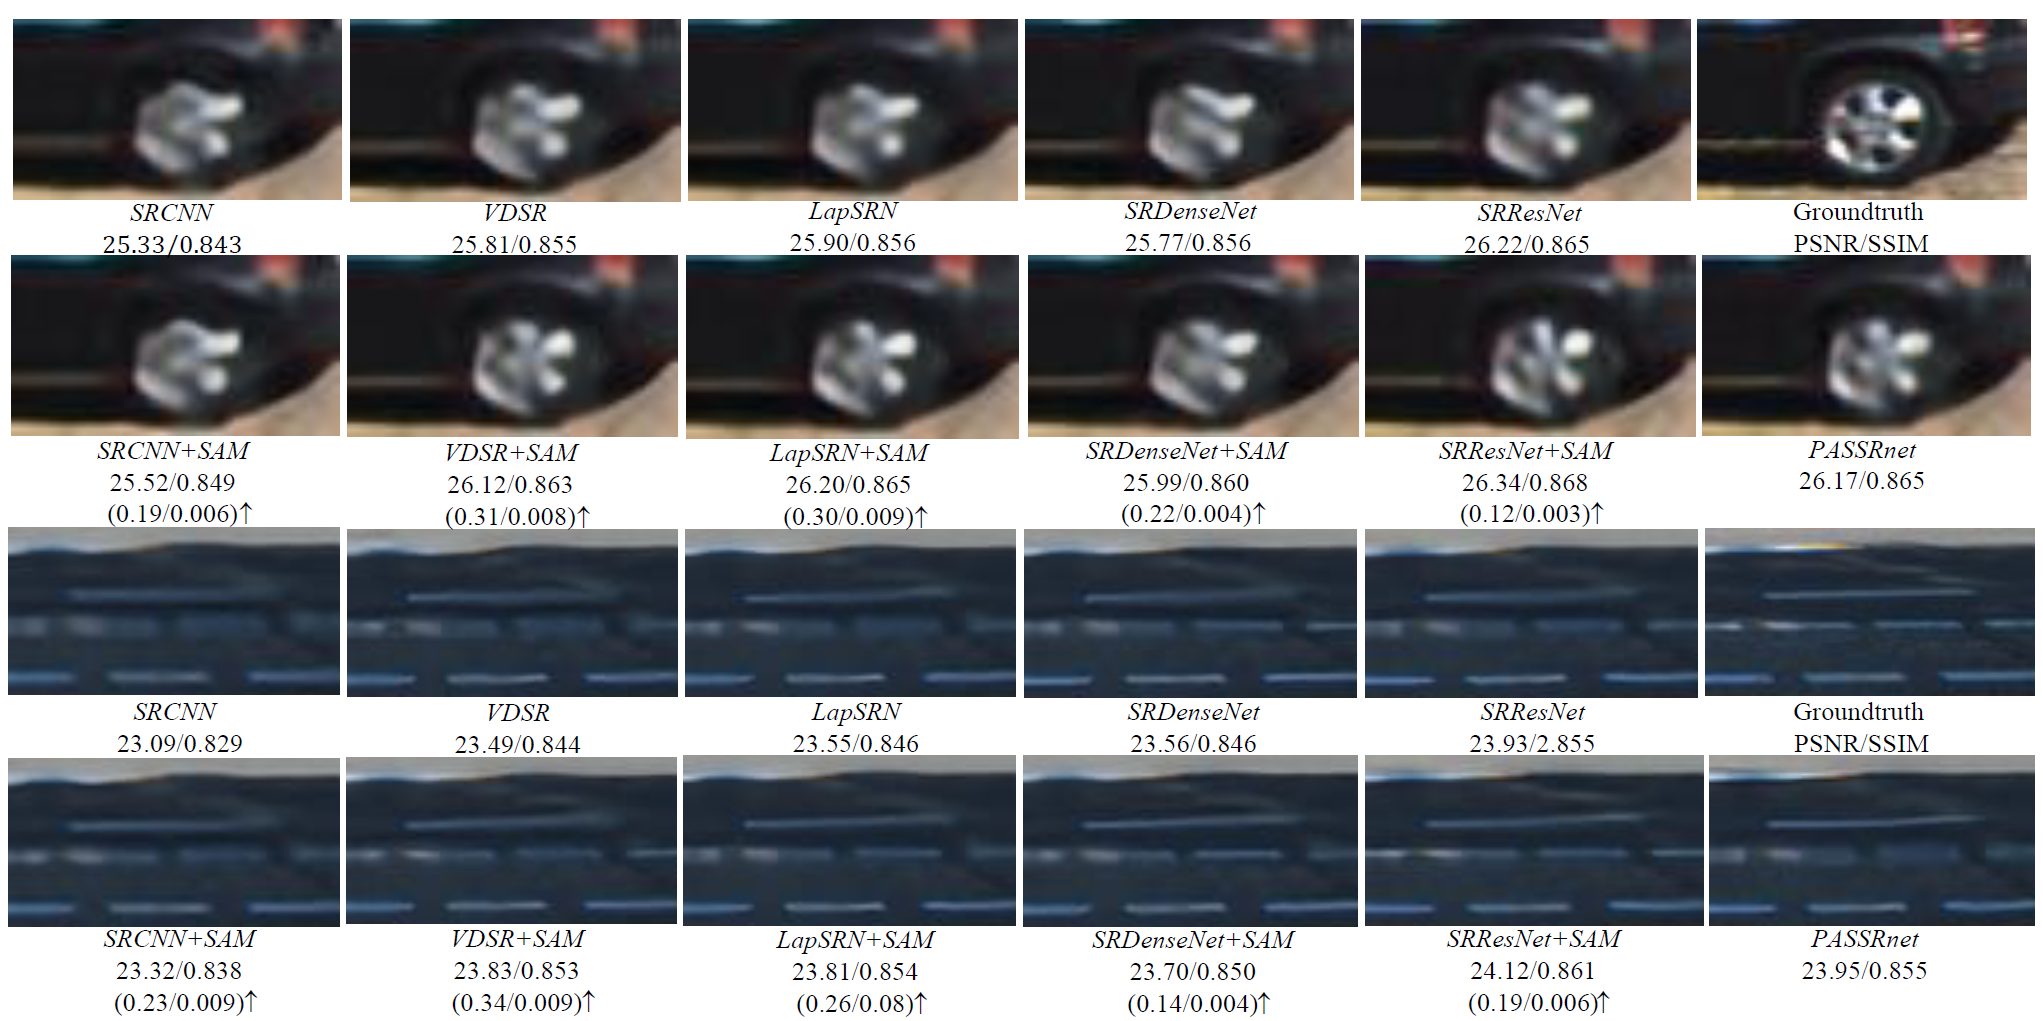 SRCNN
25.33/0.843
VDSR
25.81/0.855
LapSRN
25.90/0.856
SRDenseNet
25.77/0.856
SRResNet
26.22/0.865
Groundtruth
PSNR/SSIM
SRCNN+SAM
25.52/0.849
(0.19/0.006)↑
VDSR+SAM
26.12/0.863
(0.31/0.008)↑
LapSRN+SAM
26.20/0.865
(0.30/0.009)↑
SRDenseNet+SAM
25.99/0.860
(0.22/0.004)↑
SRResNet+SAM
26.34/0.868
(0.12/0.003)↑
PASSRnet
26.17/0.865
SRCNN
23.09/0.829
VDSR
23.49/0.844
LapSRN
23.55/0.846
SRDenseNet
23.56/0.846
SRResNet
23.93/2.855
Groundtruth
PSNR/SSIM
SRCNN+SAM
23.32/0.838
(0.23/0.009)↑
VDSR+SAM
23.83/0.853
(0.34/0.009)↑
LapSRN+SAM
23.81/0.854
(0.26/0.08)↑
SRDenseNet+SAM
23.70/0.850
(0.14/0.004)↑
SRResNet+SAM
24.12/0.861
(0.19/0.006)↑
PASSRnet
23.95/0.855